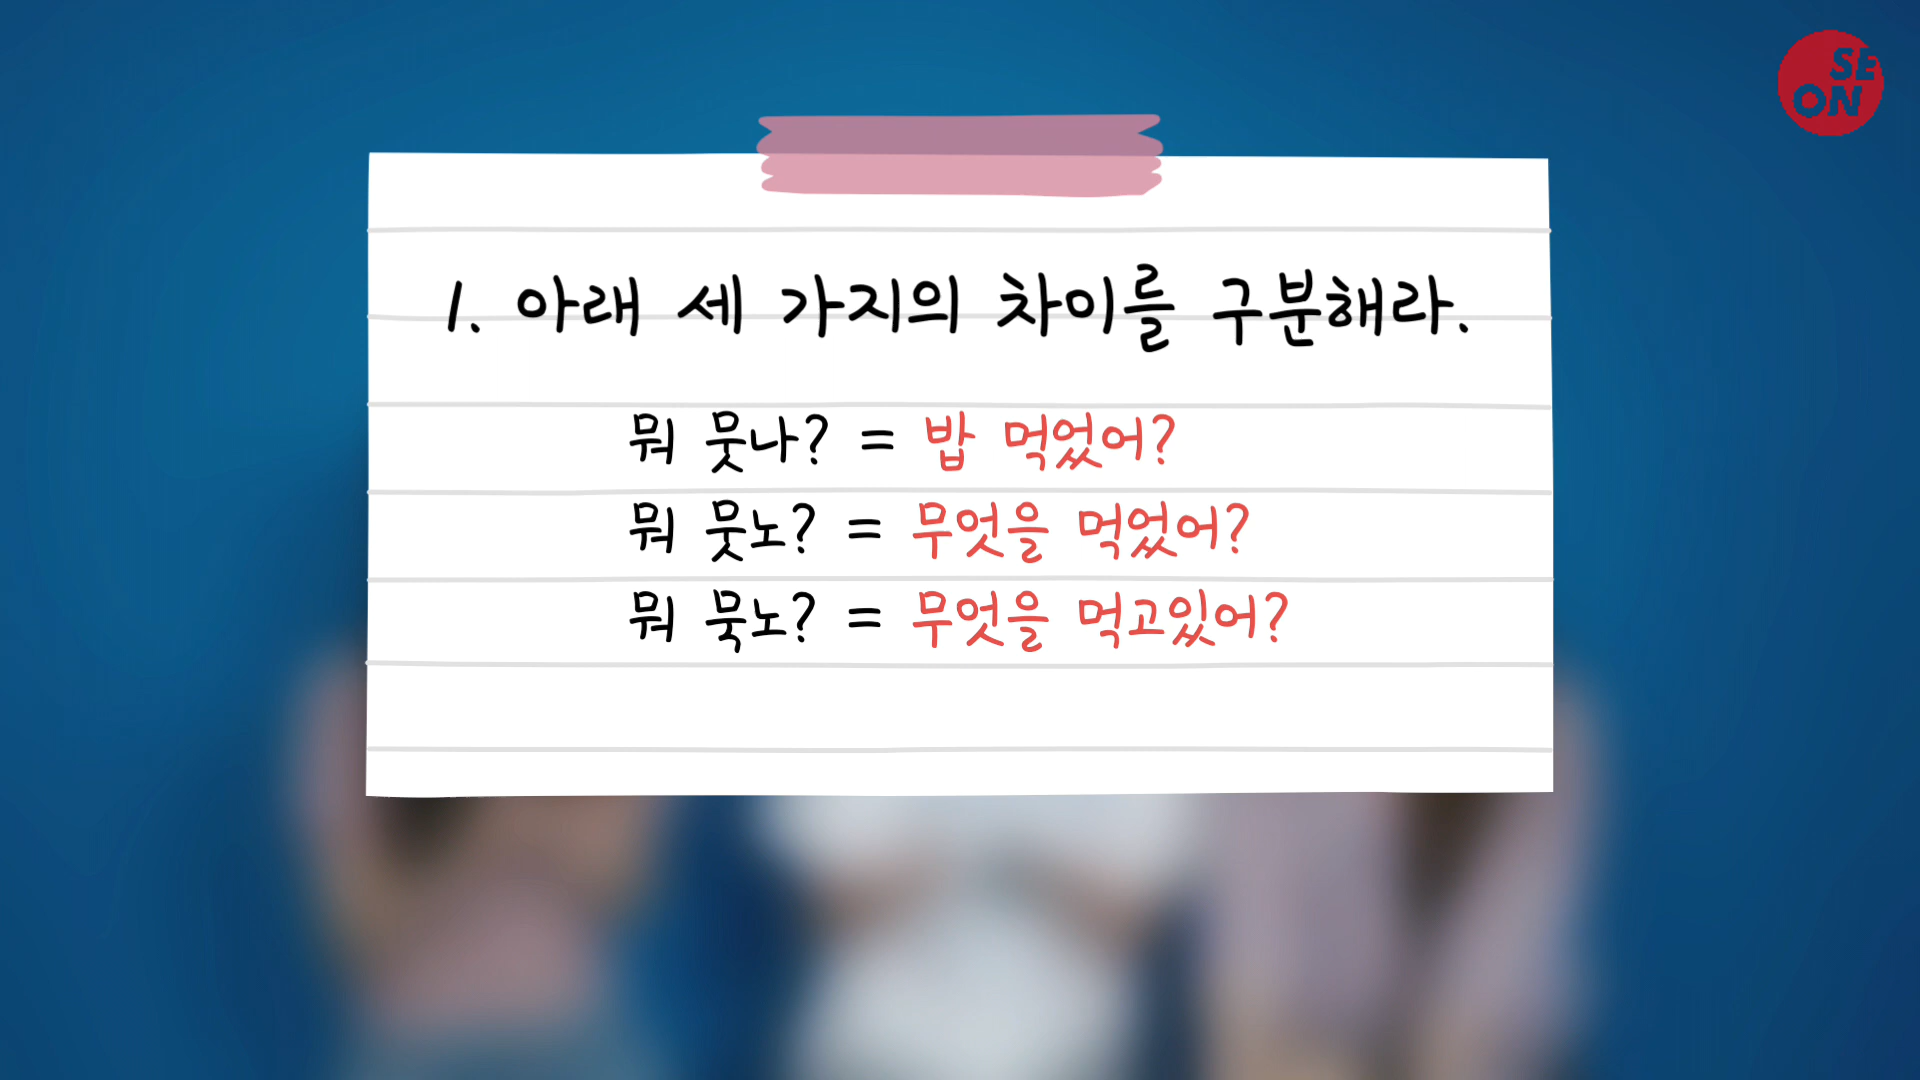 SE
ON
1. 아래 세 가지의 차이를 구분해라.
뭐 뭇나? = 밥 먹었어?
뭐 뭇노? = 무엇을 먹었어?
뭐 묵노? = 무엇을 먹고있어?